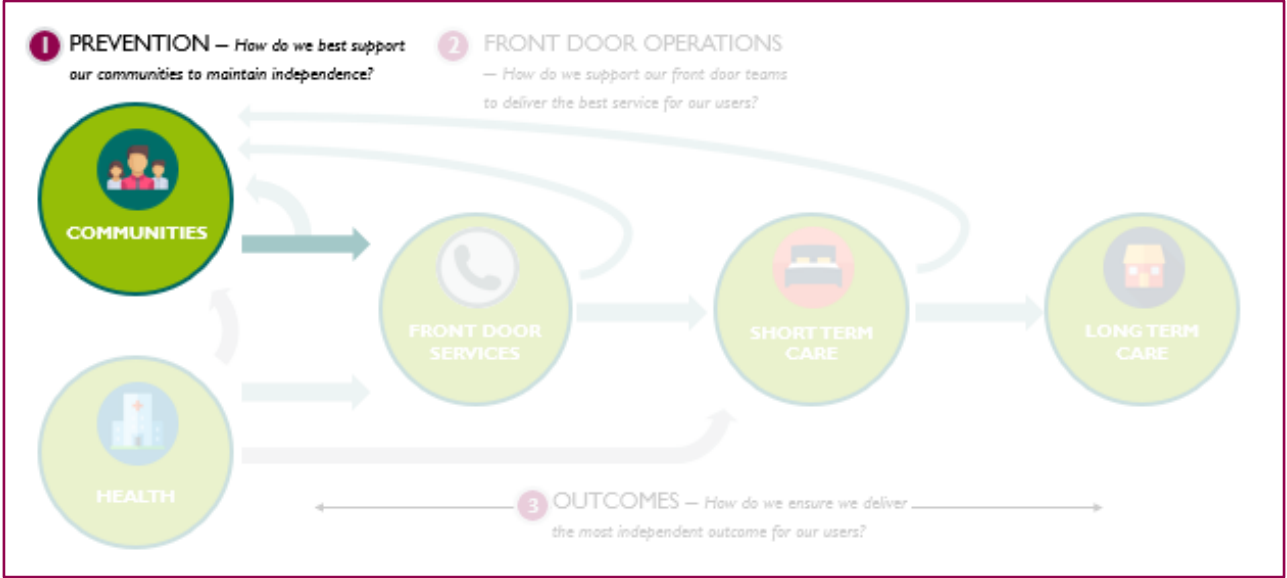 1 PREVENTION – How do we best support
our communities to maintain independence?
2 FRONT DOOR OPERATIONS
– How do we support our front door teams
to deliver the best service for our users?
COMMUNITIES
FRONT DOOR
SERVICES
SHORT TERM
CARE
LONG TERM
CARE
HEALTH
3 OUTCOMES – How do we ensure we deliver
the most independent outcome for our users?